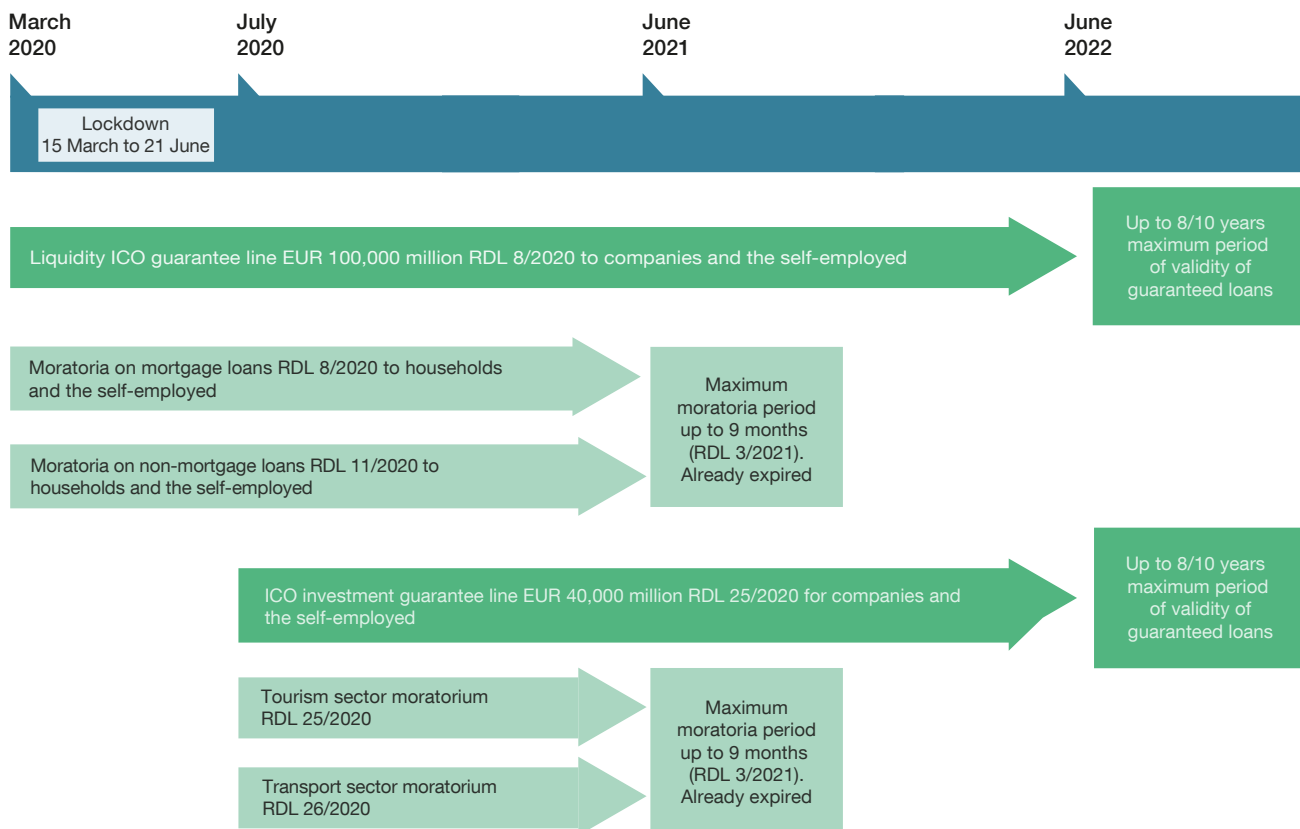 March
2020
July
2020
June
2021
June
2022
Lockdown
15 March to 21 June
Liquidity ICO guarantee line EUR 100,000 million RDL 8/2020 to companies and the self-employed
Up to 8/10 years
maximum period
of validity of
guaranteed loans
Moratoria on mortgage loans RDL 8/2020 to households
and the self-employed
Moratoria on non-mortgage loans RDL 11/2020 to
households and the self-employed
Maximum
moratoria period
up to 9 months
(RDL 3/2021).
Already expired
ICO investment guarantee line EUR 40,000 million RDL 25/2020 for companies and
the self-employed
Up to 8/10 years
maximum period
of validity of
guaranteed loans
Tourism sector moratorium
RDL 25/2020
Transport sector moratorium
RDL 26/2020
Maximum
moratoria period
up to 9 months
(RDL 3/2021).
Already expired